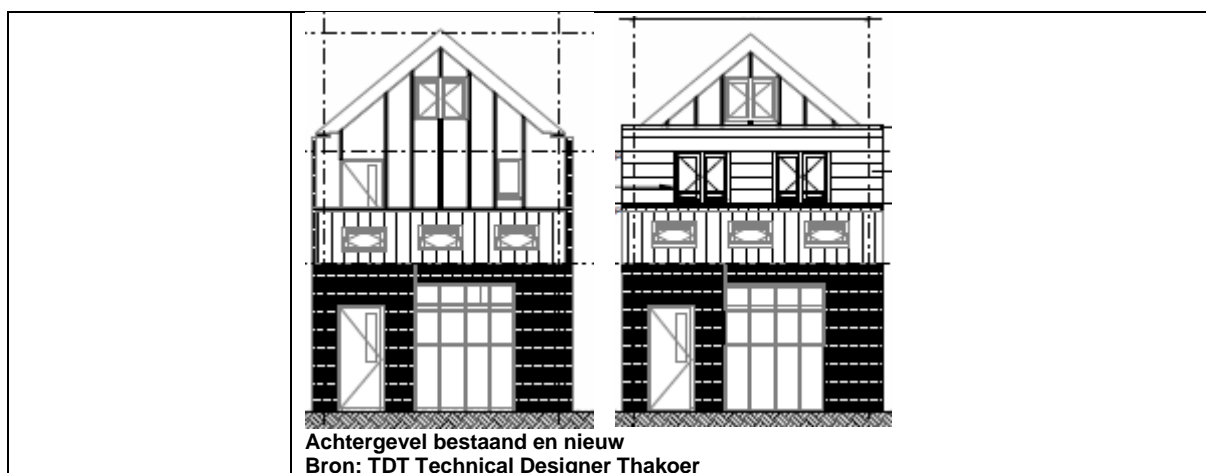 Achtergevel bestaand en nieuw
Bron: TDT Technical Designer Thakoer